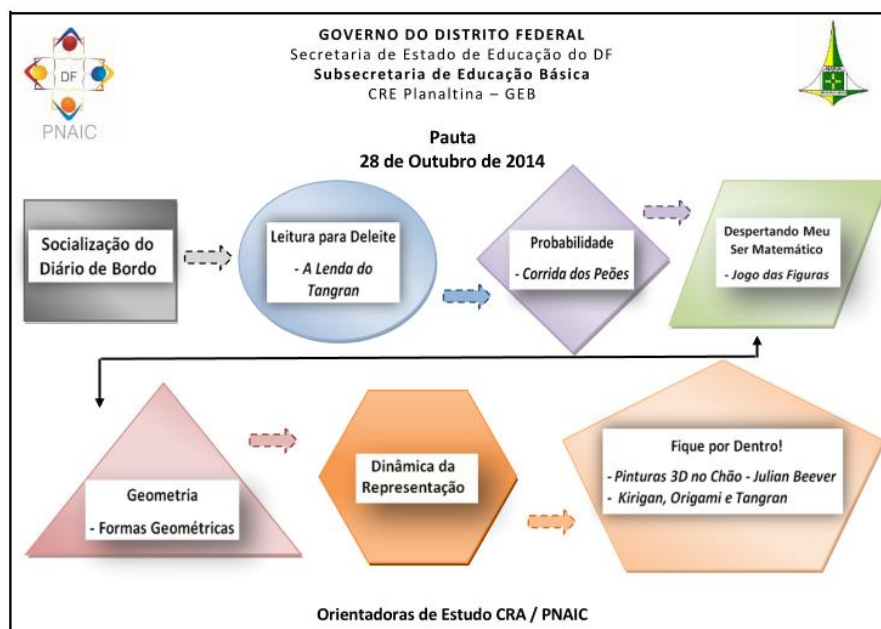 GOVERNO DO DISTRITO FEDERAL
Secretaria de Estado de Educação do DF
Subsecretaria de Educação Básica
CRE Planaltina – GEB
DF
PNAIC
Pauta
28 de Outubro de 2014
Socialização do
Diário de Bordo
Leitura para Deleite
- A Lenda do
Tangran
Probabilidade
- Corrida dos Peões
Despertando Meu
Ser Matemático
- Jogo das Figuras
Geometria
- Formas Geométricas
Dinâmica da
Representação
Fique por Dentro!
- Pinturas 3D no Chão - Julian Beever
- Kirigan, Origami e Tangran
Orientadoras de Estudo CRA / PNAIC